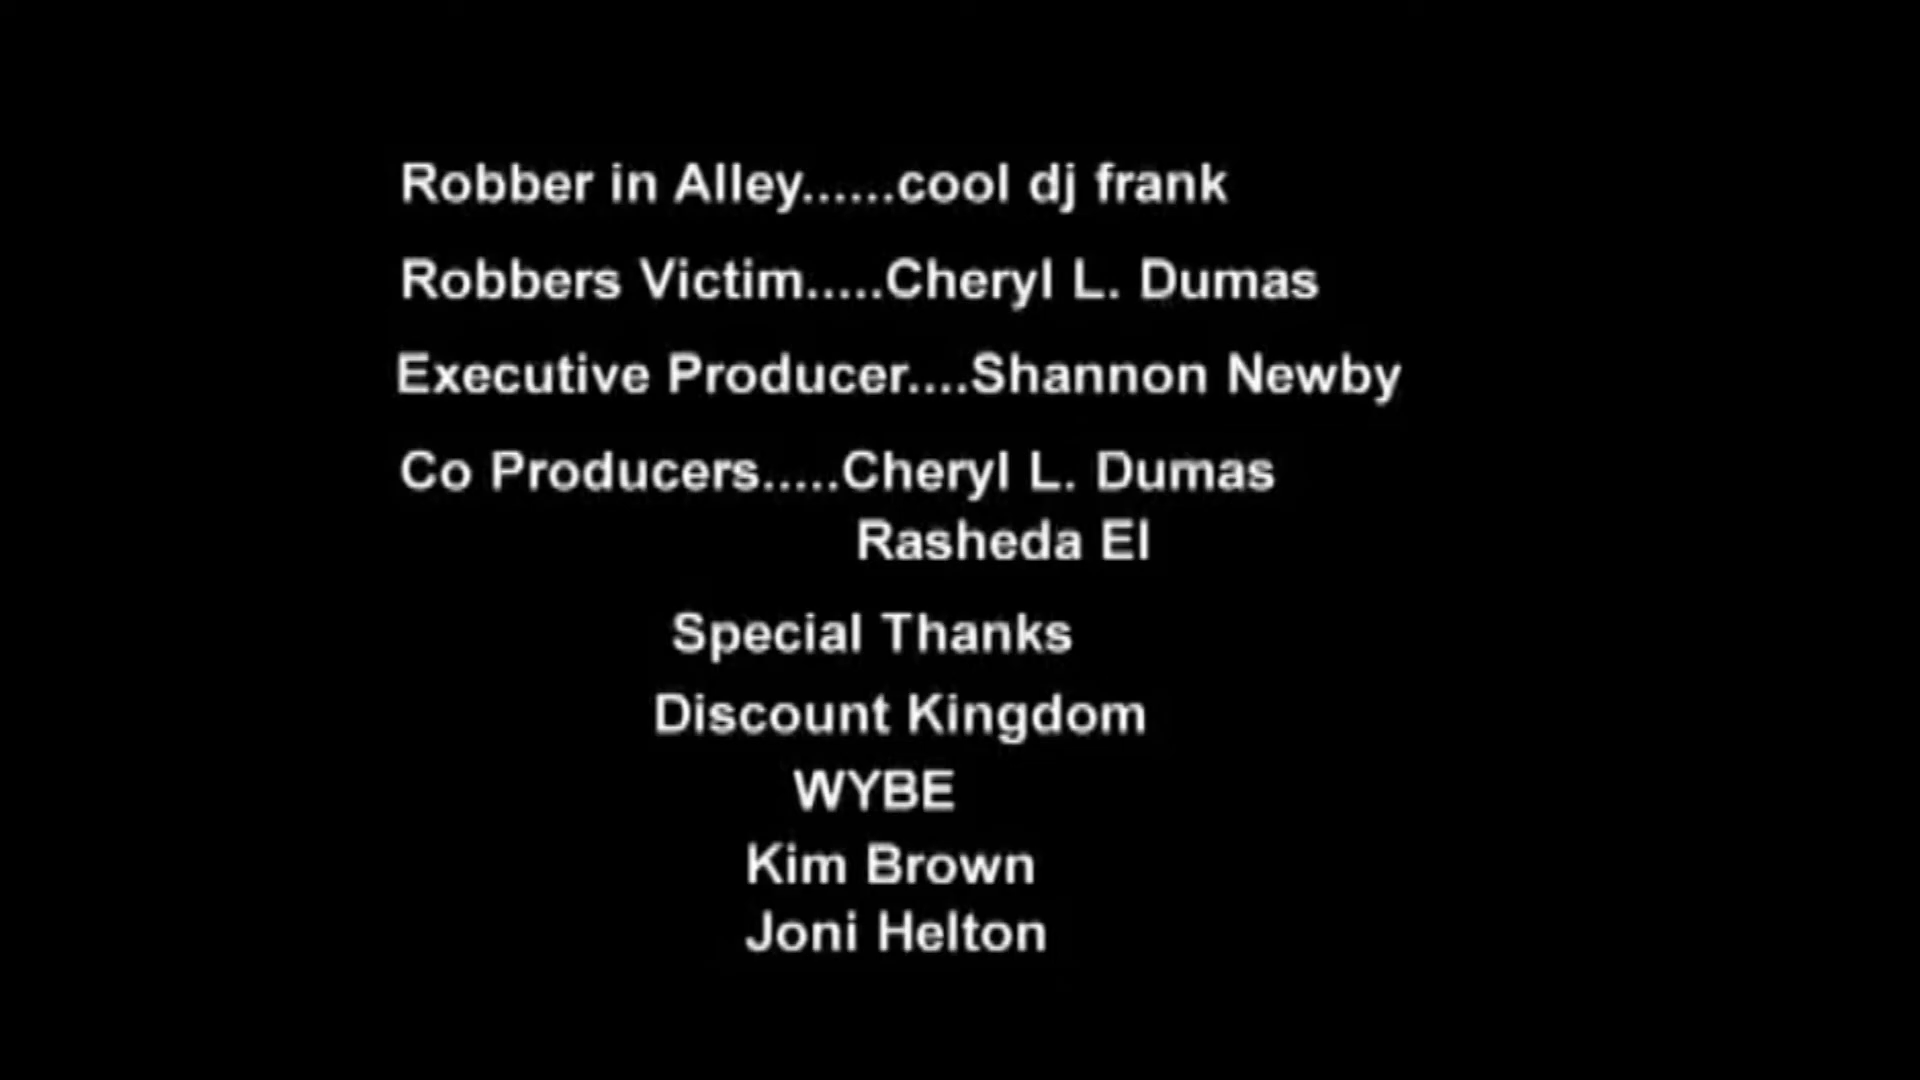 Robber in Alley......cool dj frank
Robbers Victim.....Cheryl L. Dumas
Executive Producer....Shannon Newby
Co Producers.....Cheryl L. Dumas
Rasheda El
Special Thanks
Discount Kingdom
WYBE
Kim Brown
Joni Helton